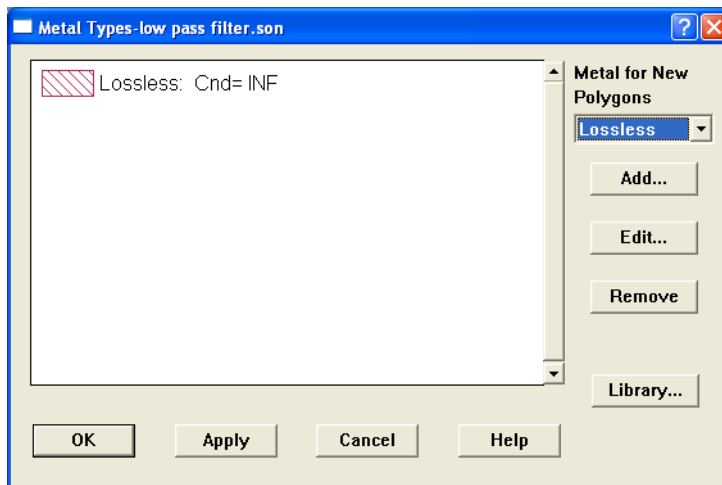 Metal Types-low pass filter.son
Lossless: Cnd= INF
Metal for New
Polygons
Lossless
Add...
Edit...
Remove
Library...
OK
Apply
Cancel
Help